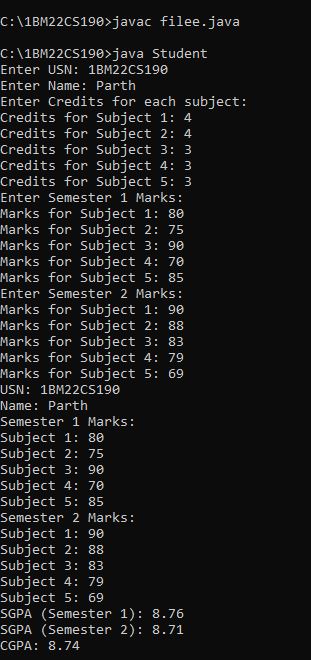 C:\1BM22CS190>javac filee.java
C:\1BM22CS190>java Student
Enter USN: 1BM22CS190
Enter Name: Parth
Enter Credits for each subject:
Credits for Subject 1: 4
Credits for Subject 2: 4
Credits for Subject 3: 3
Credits for Subject 4: 3
Credits for Subject 5: 3
Enter Semester 1 Marks:
Marks for Subject 1: 80
Marks for Subject 2: 75
Marks for Subject 3: 90
Marks for Subject 4: 70
Marks for Subject 5: 85
Enter Semester 2 Marks:
Marks for Subject 1: 90
Marks for Subject 2: 88
Marks for Subject 3: 83
Marks for Subject 4: 79
Marks for Subject 5: 69
USN: 1BM22CS190
Name: Parth
Semester 1 Marks:
Subject 1: 80
Subject 2: 75
Subject 3: 90
Subject 4: 70
Subject 5: 85
Semester 2 Marks:
Subject 1: 90
Subject 2: 88
Subject 3: 83
Subject 4: 79
Subject 5: 69
SGPA (Semester 1): 8.76
SGPA (Semester 2): 8.71
CGPA: 8.74